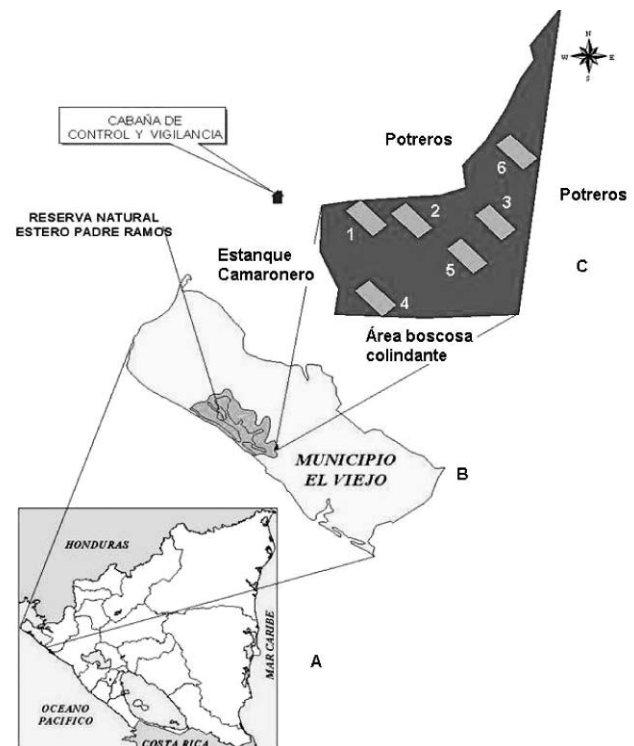 N
W E
S
CABAÑA DE
CONTROL Y VIGILANCIA
Potreros
6
Potreros
RESERVA NATURAL
ESTERO PADRE RAMOS
3
2
1
Estanque
Camaronero
5
C
4
Área boscosa
colindante
MUNICIPIO
EL VIEJO
B
HONDURAS
MAR CARIBE
A
OCEANO
PACIFICO
COSTA RICA